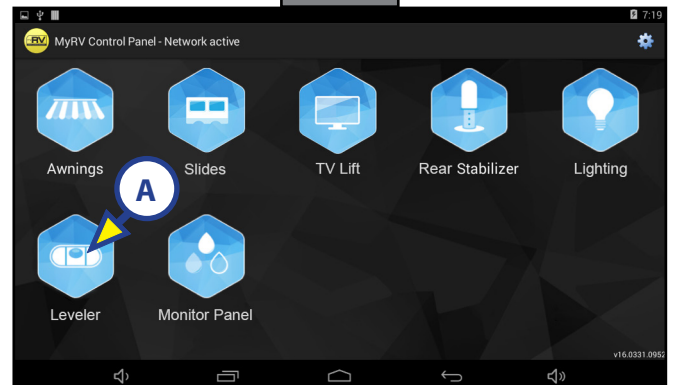 7:19
RV MyRV Control Panel - Network active
Awnings Slides TV Lift Rear Stabilizer Lighting
A
Leveler Monitor Panel
v16.0331.0952